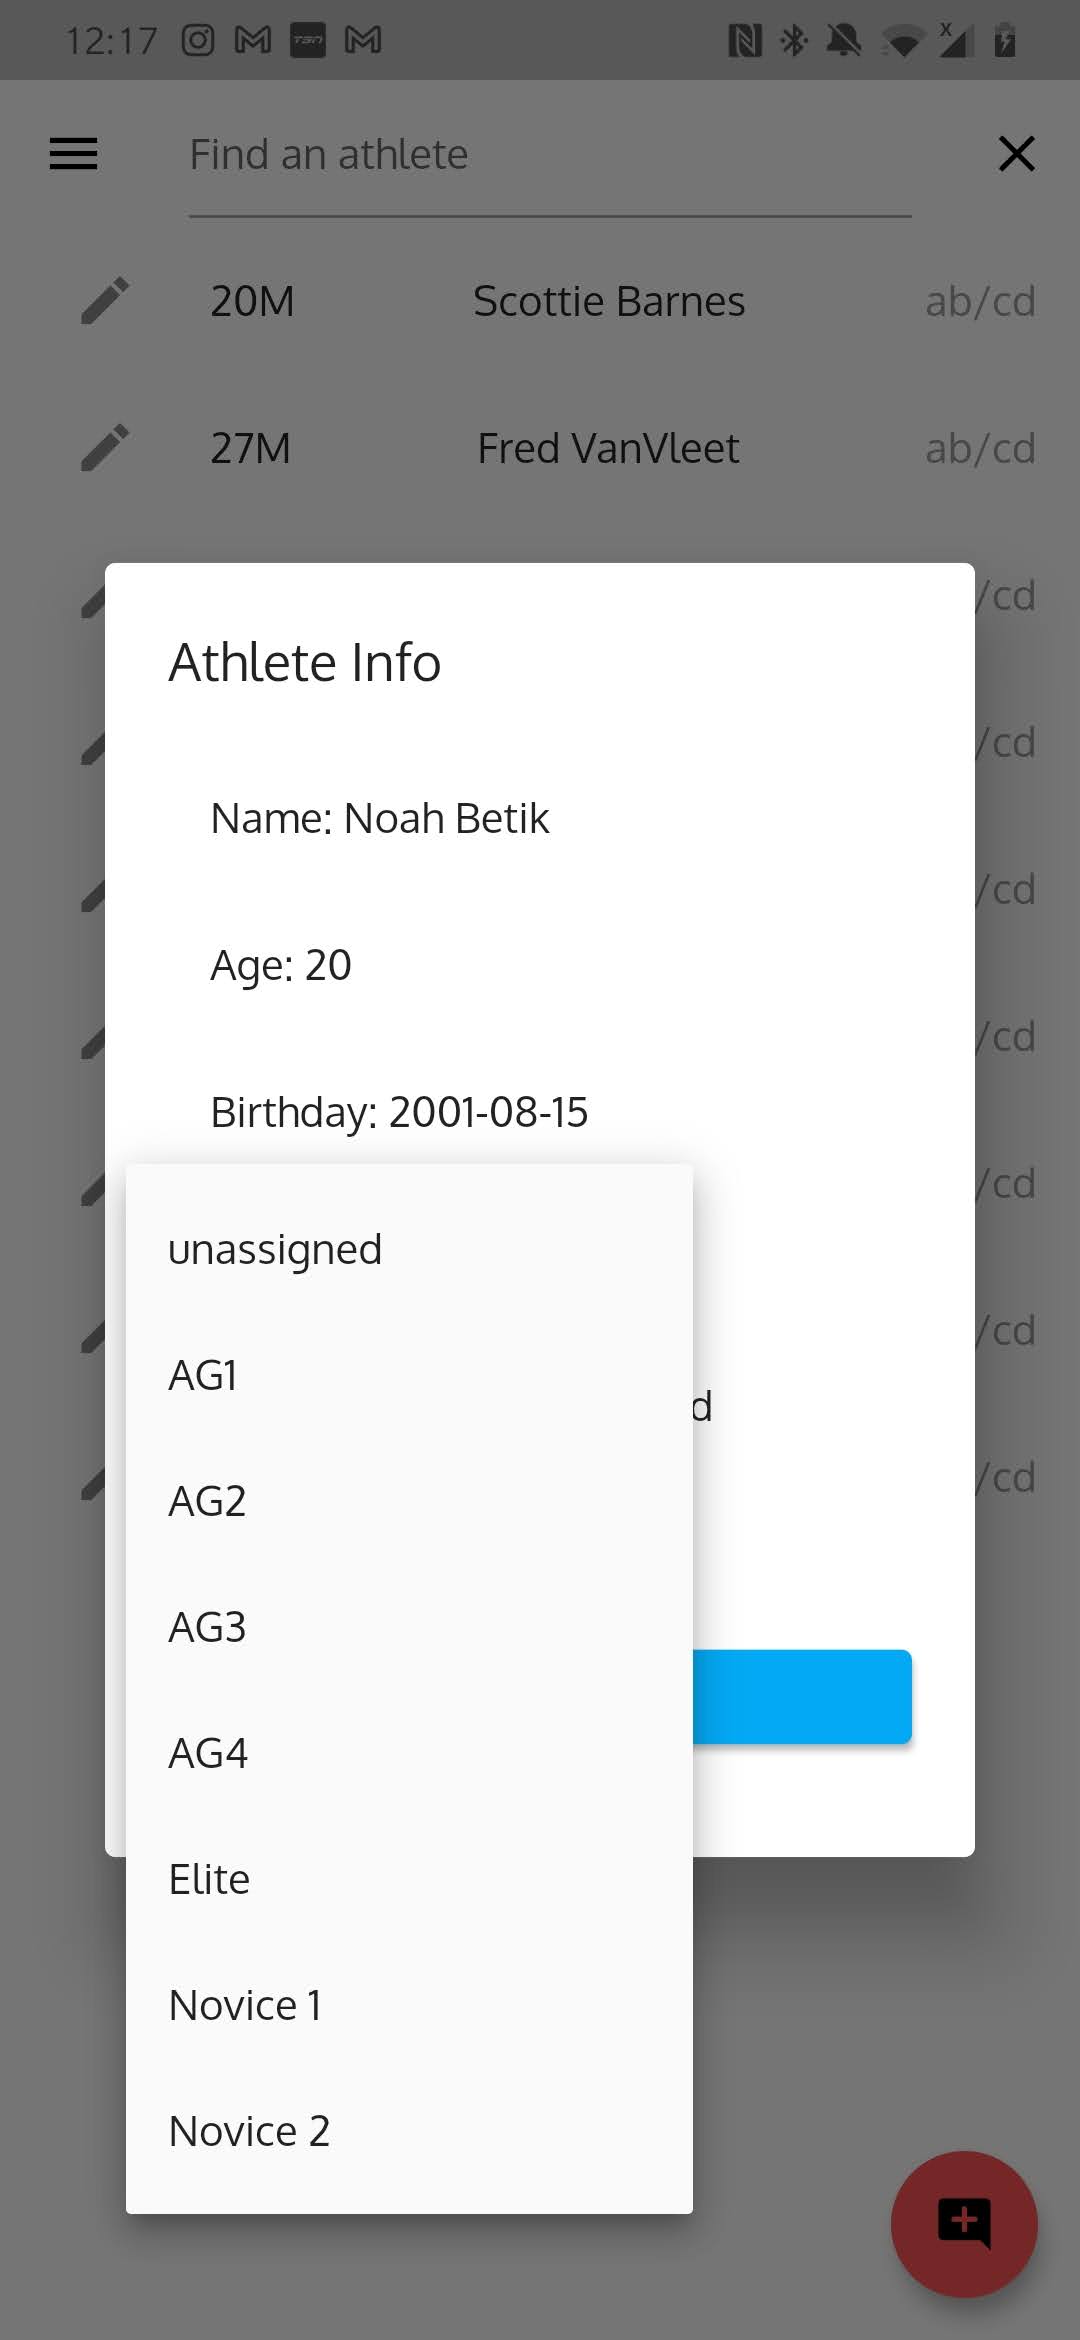 12:17
TSN
Find an athlete
20M Scottie Barnes ab/cd
27M Fred VanVleet ab/cd
/cd
Athlete Info
/cd
Name: Noah Betik
/cd
Age: 20
/cd
Birthday: 2001-08-15
/cd
unassigned
/cd
AG1
d
/cd
AG2
AG3
AG4
Elite
Novice 1
Novice 2